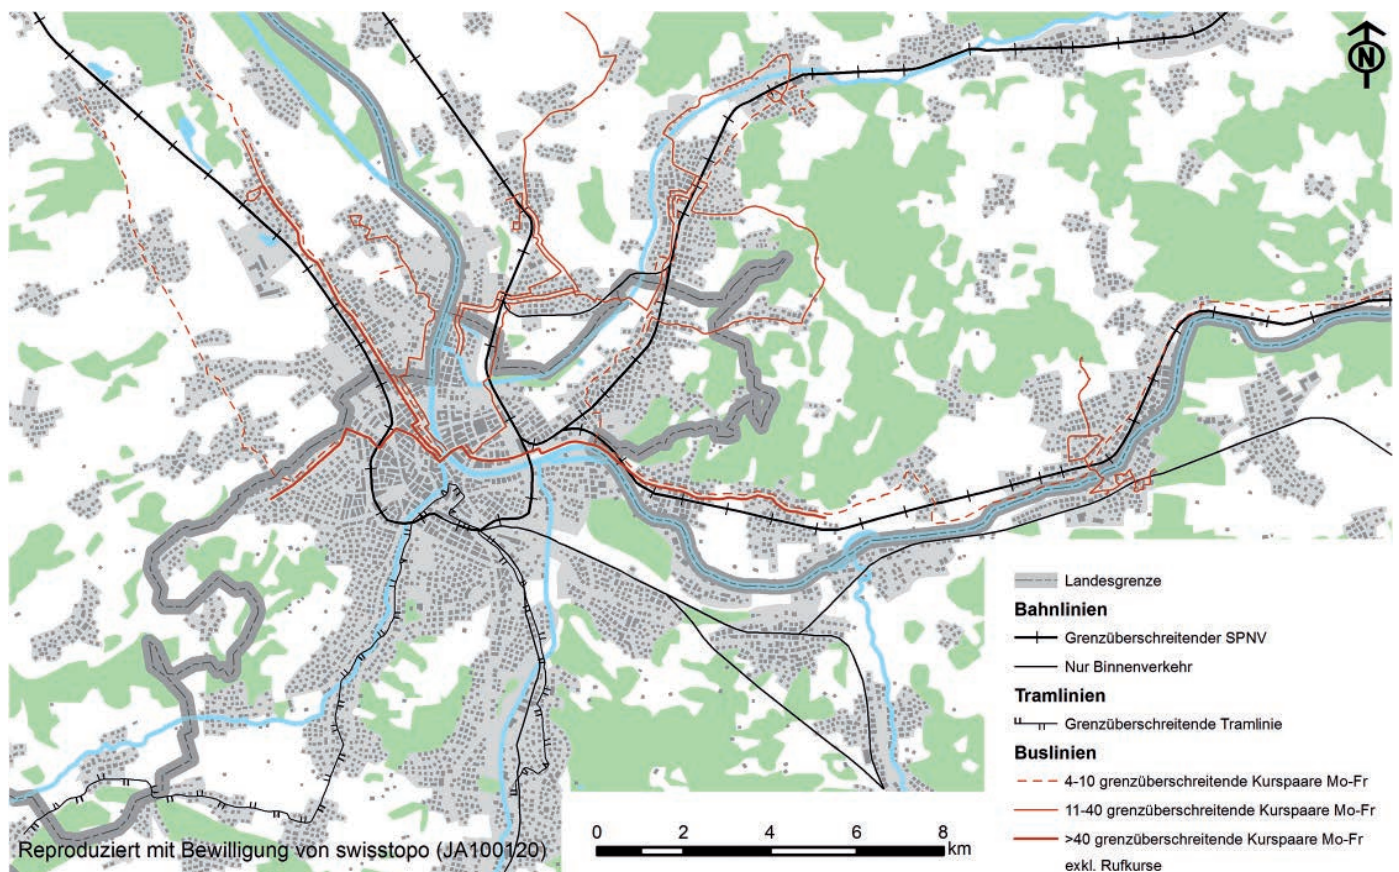 N
Landesgrenze
Bahnlinien
Grenzüberschreitender SPNV
Nur Binnenverkehr
Tramlinien
Grenzüberschreitende Tramlinie
Buslinien
4-10 grenzüberschreitende Kurspaare Mo-Fr
11-40 grenzüberschreitende Kurspaare Mo-Fr
>40 grenzüberschreitende Kurspaare Mo-Fr
exkl. Rufkurse
0 2 4 6 8
km
Reproduziert mit Bewilligung von swisstopo (JA100120)